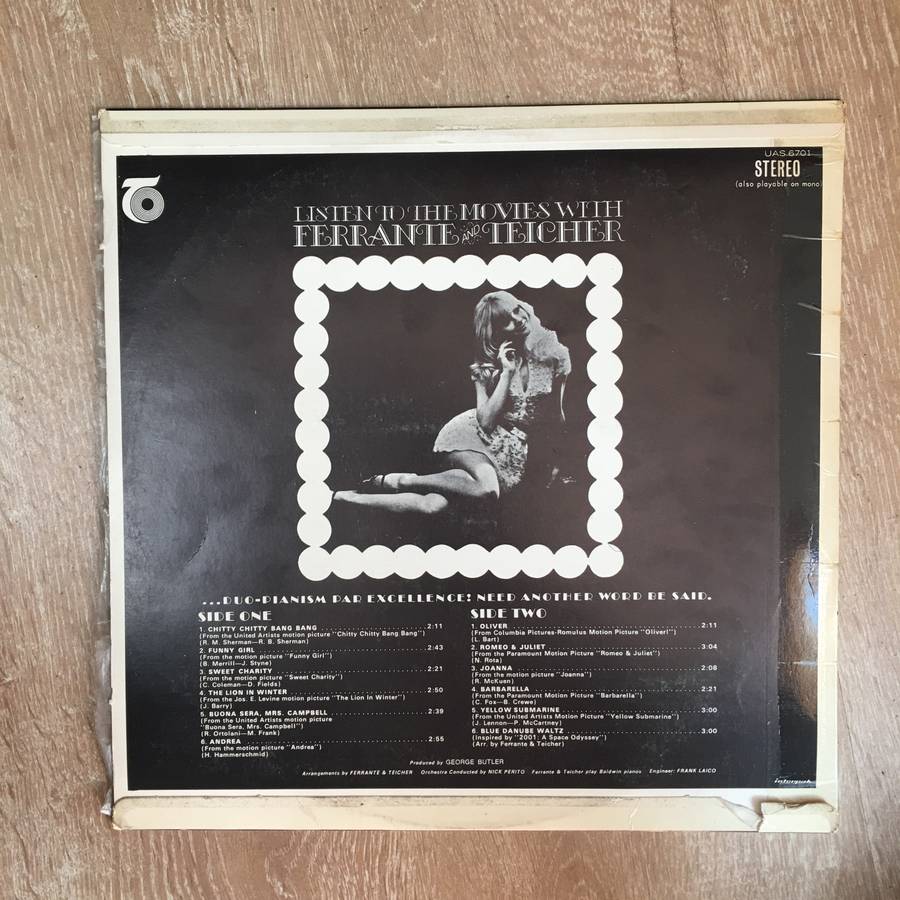 UAS 6701
STEREO
(also playable on mono)
LISTEN TO THE MOVIES WITH
FERRANTE AND TEICHER
...DUO-PIANISM PAR EXCELLENCE! NEED ANOTHER WORD BE SAID.
SIDE ONE
1. CHITTY CHITTY BANG BANG 2:11
(From the United Artists motion picture "Chitty Chitty Bang Bang")
(R. M. Sherman—R. B. Sherman)
2. FUNNY GIRL 2:43
(From the motion picture "Funny Girl")
(B. Merrill—J. Styne)
3. SWEET CHARITY 2:21
(From the motion picture "Sweet Charity")
(C. Coleman—D. Fields)
4. THE LION IN WINTER 2:50
(From the Jos. E. Levine motion picture "The Lion In Winter")
(J. Barry)
5. BUONA SERA, MRS. CAMPBELL 2:39
(From the United Artists motion picture
"Buona Sera, Mrs. Campbell")
(R. Ortolani—M. Frank)
6. ANDREA 2:55
(From the motion picture "Andrea")
(H. Hammerschmid)
SIDE TWO
1. OLIVER 2:11
(From Columbia Pictures-Romulus Motion Picture "Oliver!")
(L. Bart)
2. ROMEO & JULIET 3:04
(From the Paramount Motion Picture "Romeo & Juliet")
(N. Rota)
3. JOANNA 2:08
(From the motion picture "Joanna")
(R. McKuen)
4. BARBARELLA 2:21
(From the Paramount Motion Picture "Barbarella")
(C. Fox—B. Crewe)
5. YELLOW SUBMARINE 3:00
(From the United Artists Motion Picture "Yellow Submarine")
(J. Lennon—P. McCartney)
6. BLUE DANUBE WALTZ 3:00
(Inspired by "2001: A Space Odyssey")
(Arr. by Ferrante & Teicher)
Produced by GEORGE BUTLER
Arrangements by FERRANTE & TEICHER Orchestra Conducted by NICK PERITO Ferrante & Teicher play Baldwin pianos Engineer: FRANK LAICO
interpak